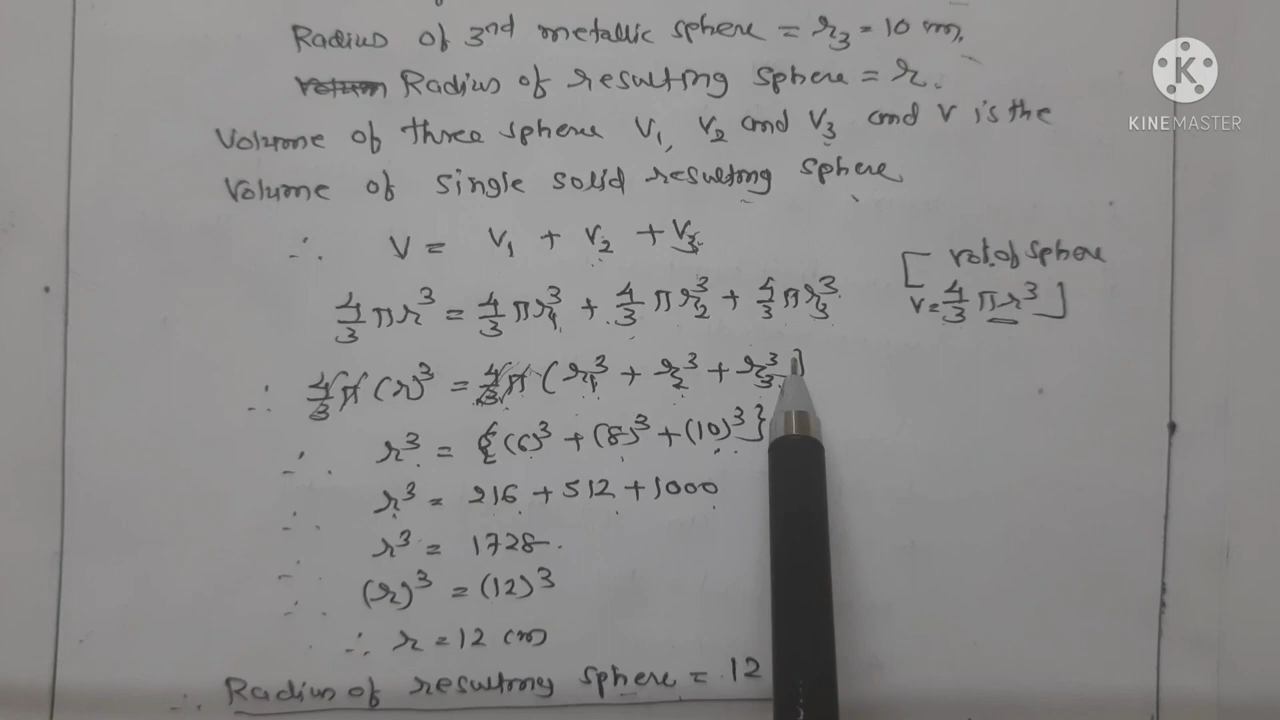 Radius of 3rd metallic sphere = r₃ = 10 cm.
Radius of resulting sphere = r.
Volume of three sphere V₁, V₂ and V₃ and V is the
Volume of single solid resulting sphere
∴ V = V₁ + V₂ + V₃
[ vol. of sphere
4/3 πr³ = 4/3 πr₁³ + 4/3 πr₂³ + 4/3 πr₃³
V = 4/3 πr³ ]
∴ 4/3 π (r)³ = 4/3 π (r₁³ + r₂³ + r₃³]
∴ r³ = {(6)³ + (8)³ + (10)³}
∴ r³ = 216 + 512 + 1000
∴ r³ = 1728.
∴ (r)³ = (12)³
∴ r = 12 cm
∴ Radius of resulting sphere = 12
K
KINEMASTER